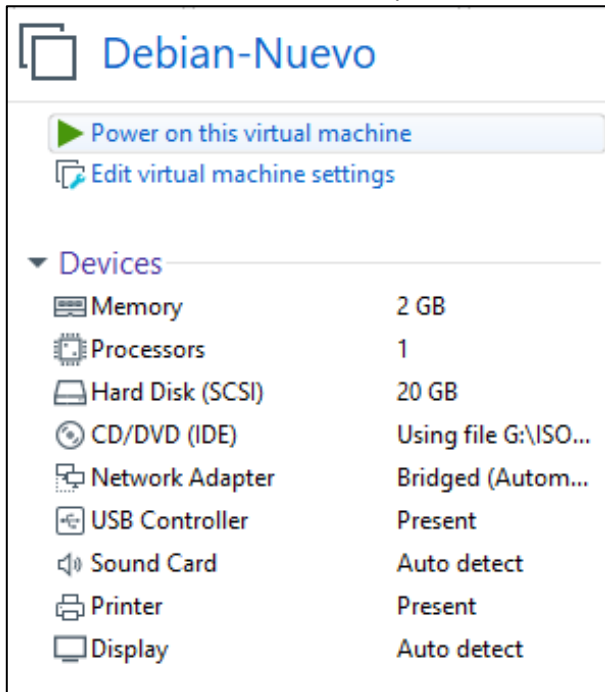 Debian-Nuevo
Power on this virtual machine
Edit virtual machine settings
Devices
Memory 2 GB
Processors 1
Hard Disk (SCSI) 20 GB
CD/DVD (IDE) Using file G:\ISO...
Network Adapter Bridged (Autom...
USB Controller Present
Sound Card Auto detect
Printer Present
Display Auto detect